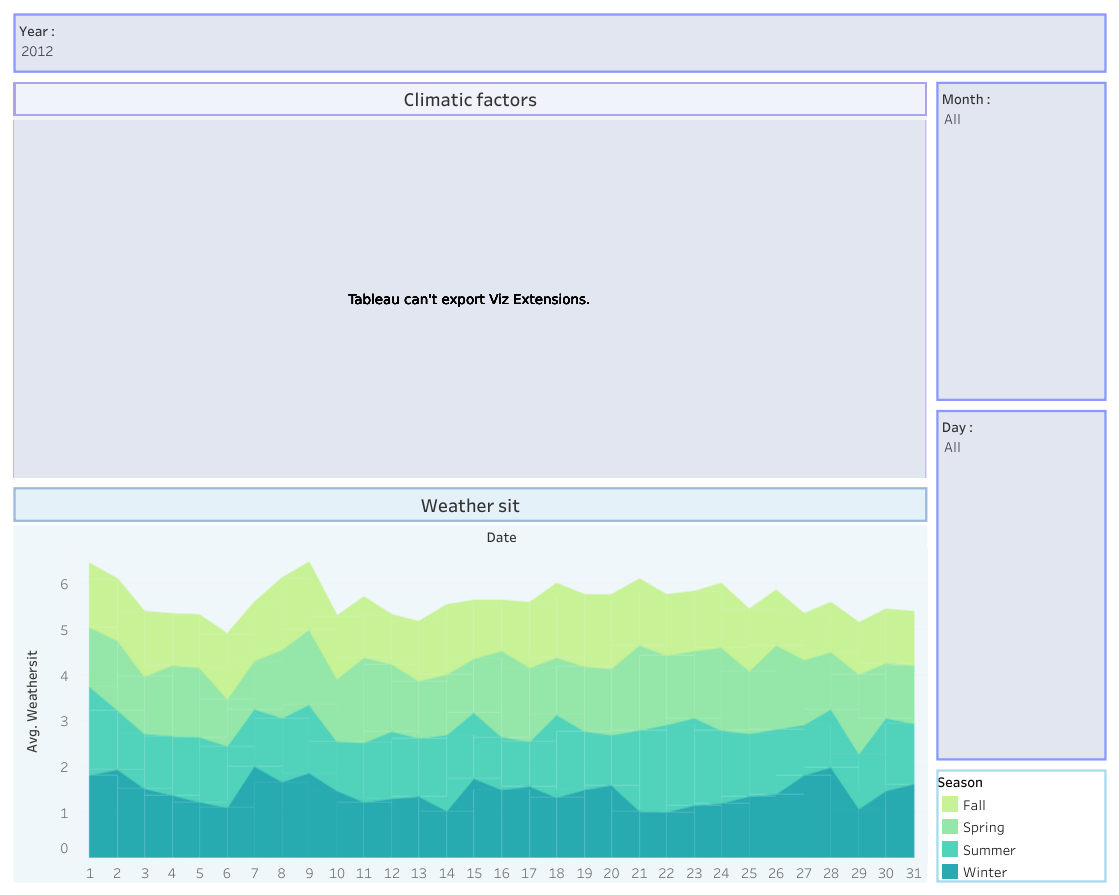 Year :
2012
Climatic factors
Month :
All
Tableau can't export Viz Extensions.
Day :
All
Weather sit
Date
Avg. Weathersit
6
5
4
3
2
1
0
1 2 3 4 5 6 7 8 9 10 11 12 13 14 15 16 17 18 19 20 21 22 23 24 25 26 27 28 29 30 31
Season
Fall
Spring
Summer
Winter